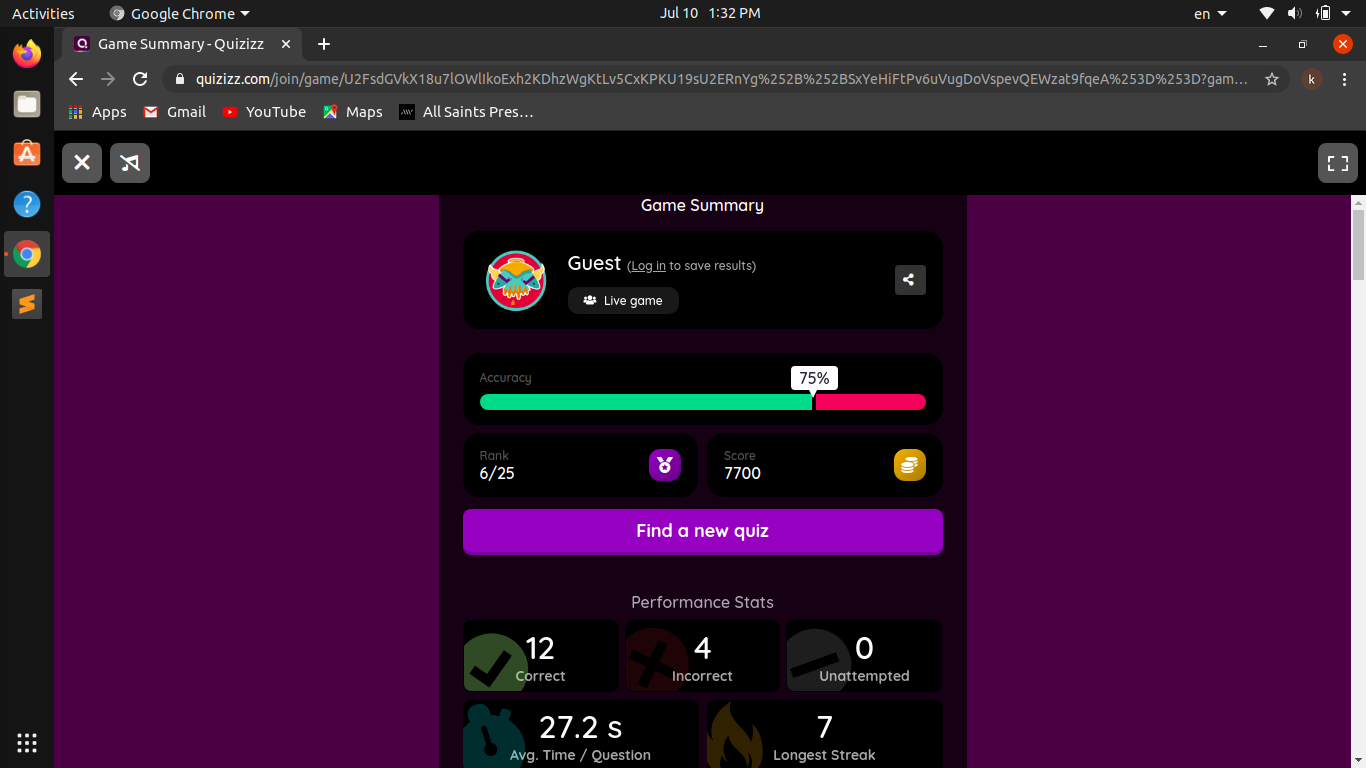 Activities
Google Chrome
Jul 10 1:32 PM
en
Game Summary - Quizizz
quizizz.com/join/game/U2FsdGVkX18u7lOWlIkoExh2KDhzWgKtLv5CxKPKU19sU2ERnYg%252B%252BSxYeHiFtPv6uVugDoVspevQEWzat9fqeA%253D%253D?gam…
k
Apps
Gmail
YouTube
Maps
All Saints Pres…
Game Summary
Guest (Log in to save results)
Live game
Accuracy
75%
Rank
6/25
Score
7700
Find a new quiz
Performance Stats
12
Correct
4
Incorrect
0
Unattempted
27.2 s
Avg. Time / Question
7
Longest Streak